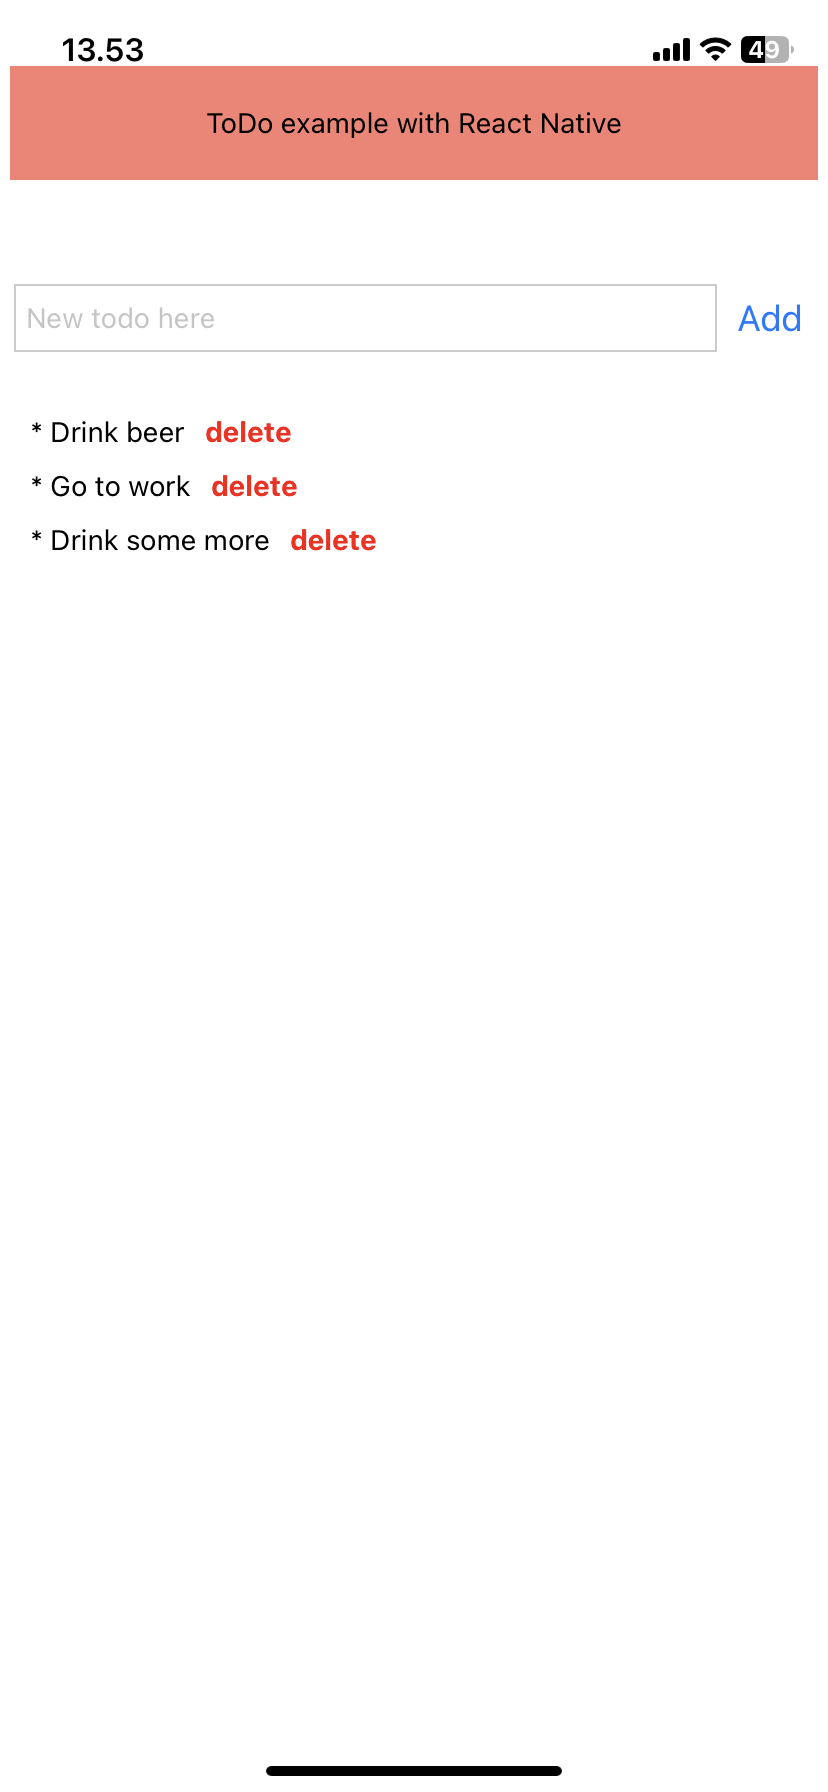 13.53 49
ToDo example with React Native
New todo here Add
* Drink beer delete
* Go to work delete
* Drink some more delete